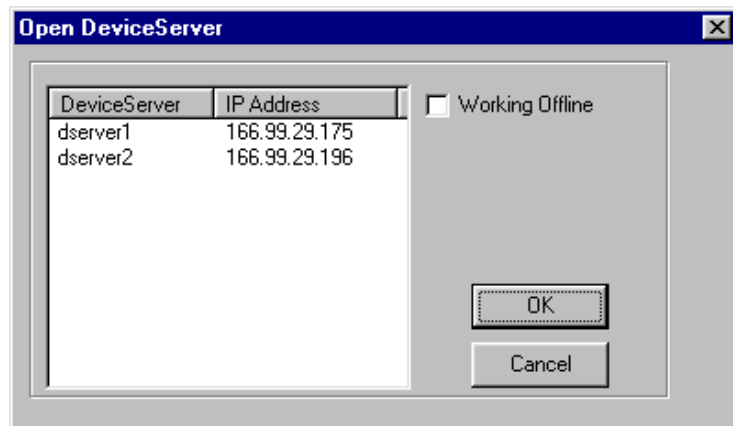 Open DeviceServer
DeviceServer IP Address
Working Offline
dserver1 166.99.29.175
dserver2 166.99.29.196
OK
Cancel